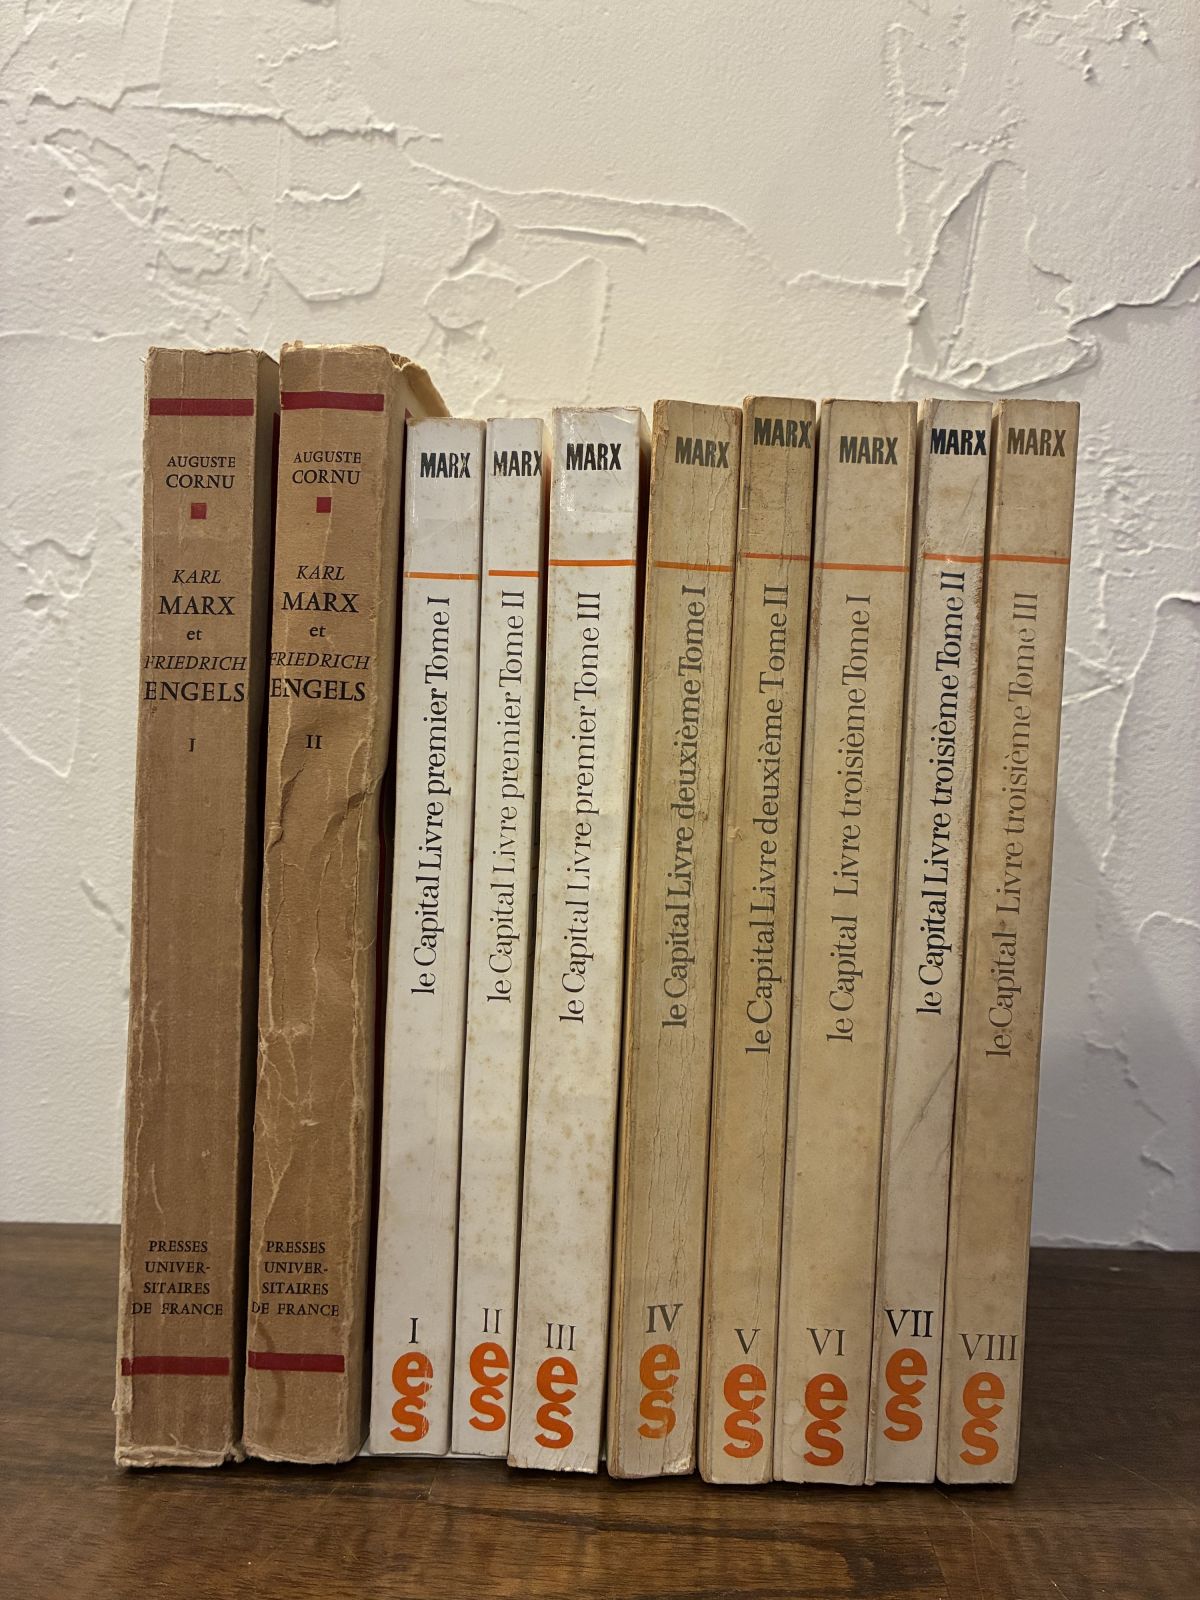 AUGUSTE
CORNU
KARL
MARX
et
FRIEDRICH
ENGELS
I
PRESSES
UNIVER-
SITAIRES
DE FRANCE
AUGUSTE
CORNU
KARL
MARX
et
FRIEDRICH
ENGELS
II
PRESSES
UNIVER-
SITAIRES
DE FRANCE
MARX
le Capital Livre premier Tome I
I
es
MARX
le Capital Livre premier Tome II
II
es
MARX
le Capital Livre premier Tome III
III
es
MARX
le Capital Livre deuxième Tome I
IV
es
MARX
le Capital Livre deuxième Tome II
V
es
MARX
le Capital Livre troisième Tome I
VI
es
MARX
le Capital Livre troisième Tome II
VII
es
MARX
le Capital Livre troisième Tome III
VIII
es